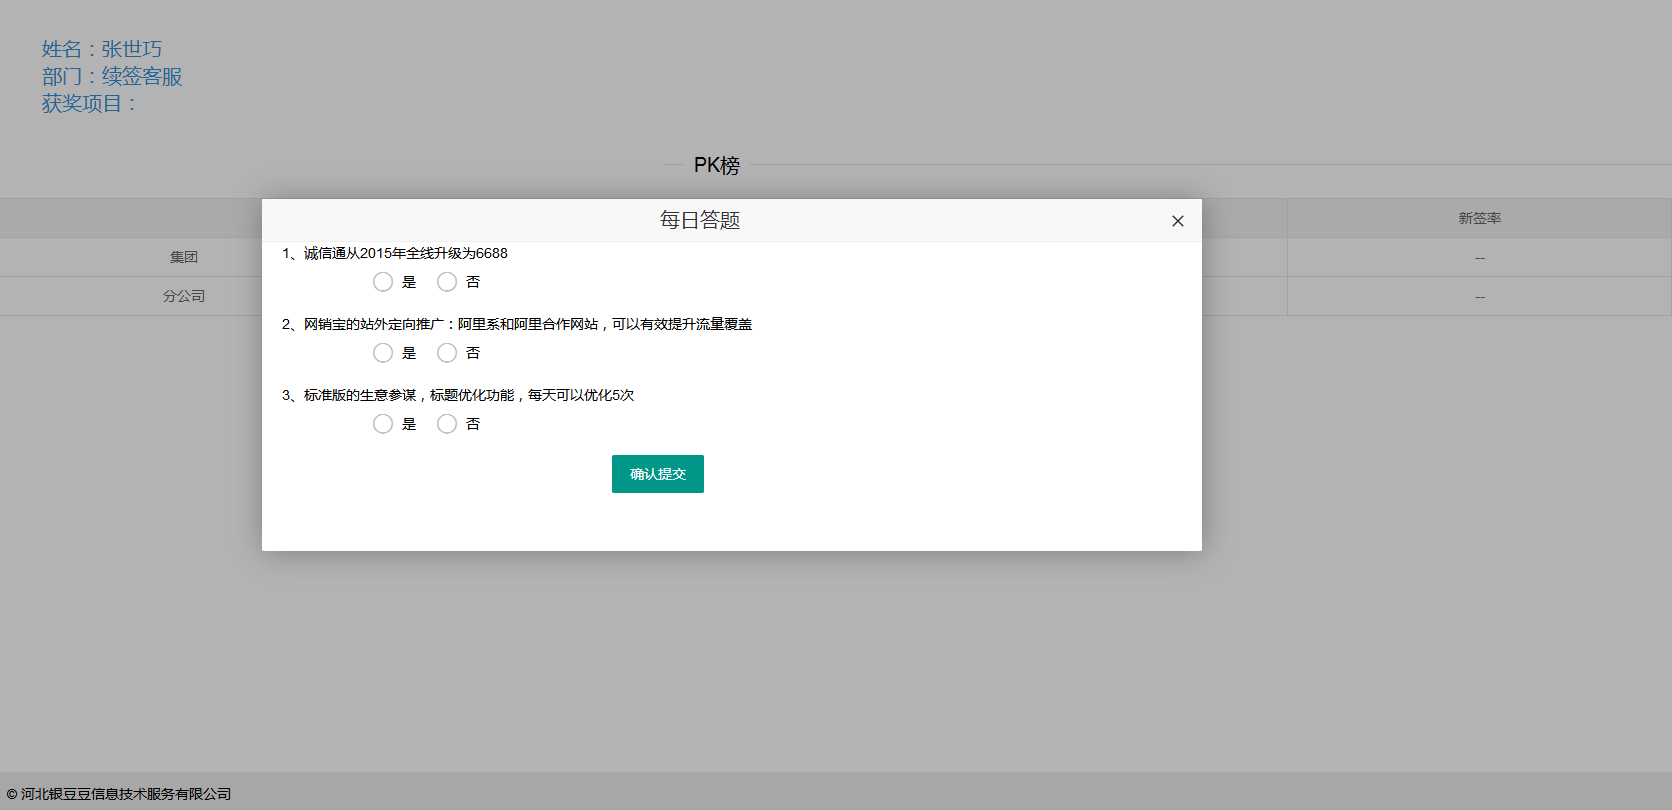 姓名：张世巧
部门：续签客服
获奖项目：
PK榜
每日答题
新签率
1、诚信通从2015年全线升级为6688
集团
--
是 否
分公司
--
2、网销宝的站外定向推广：阿里系和阿里合作网站，可以有效提升流量覆盖
是 否
3、标准版的生意参谋，标题优化功能，每天可以优化5次
是 否
确认提交
© 河北银豆豆信息技术服务有限公司